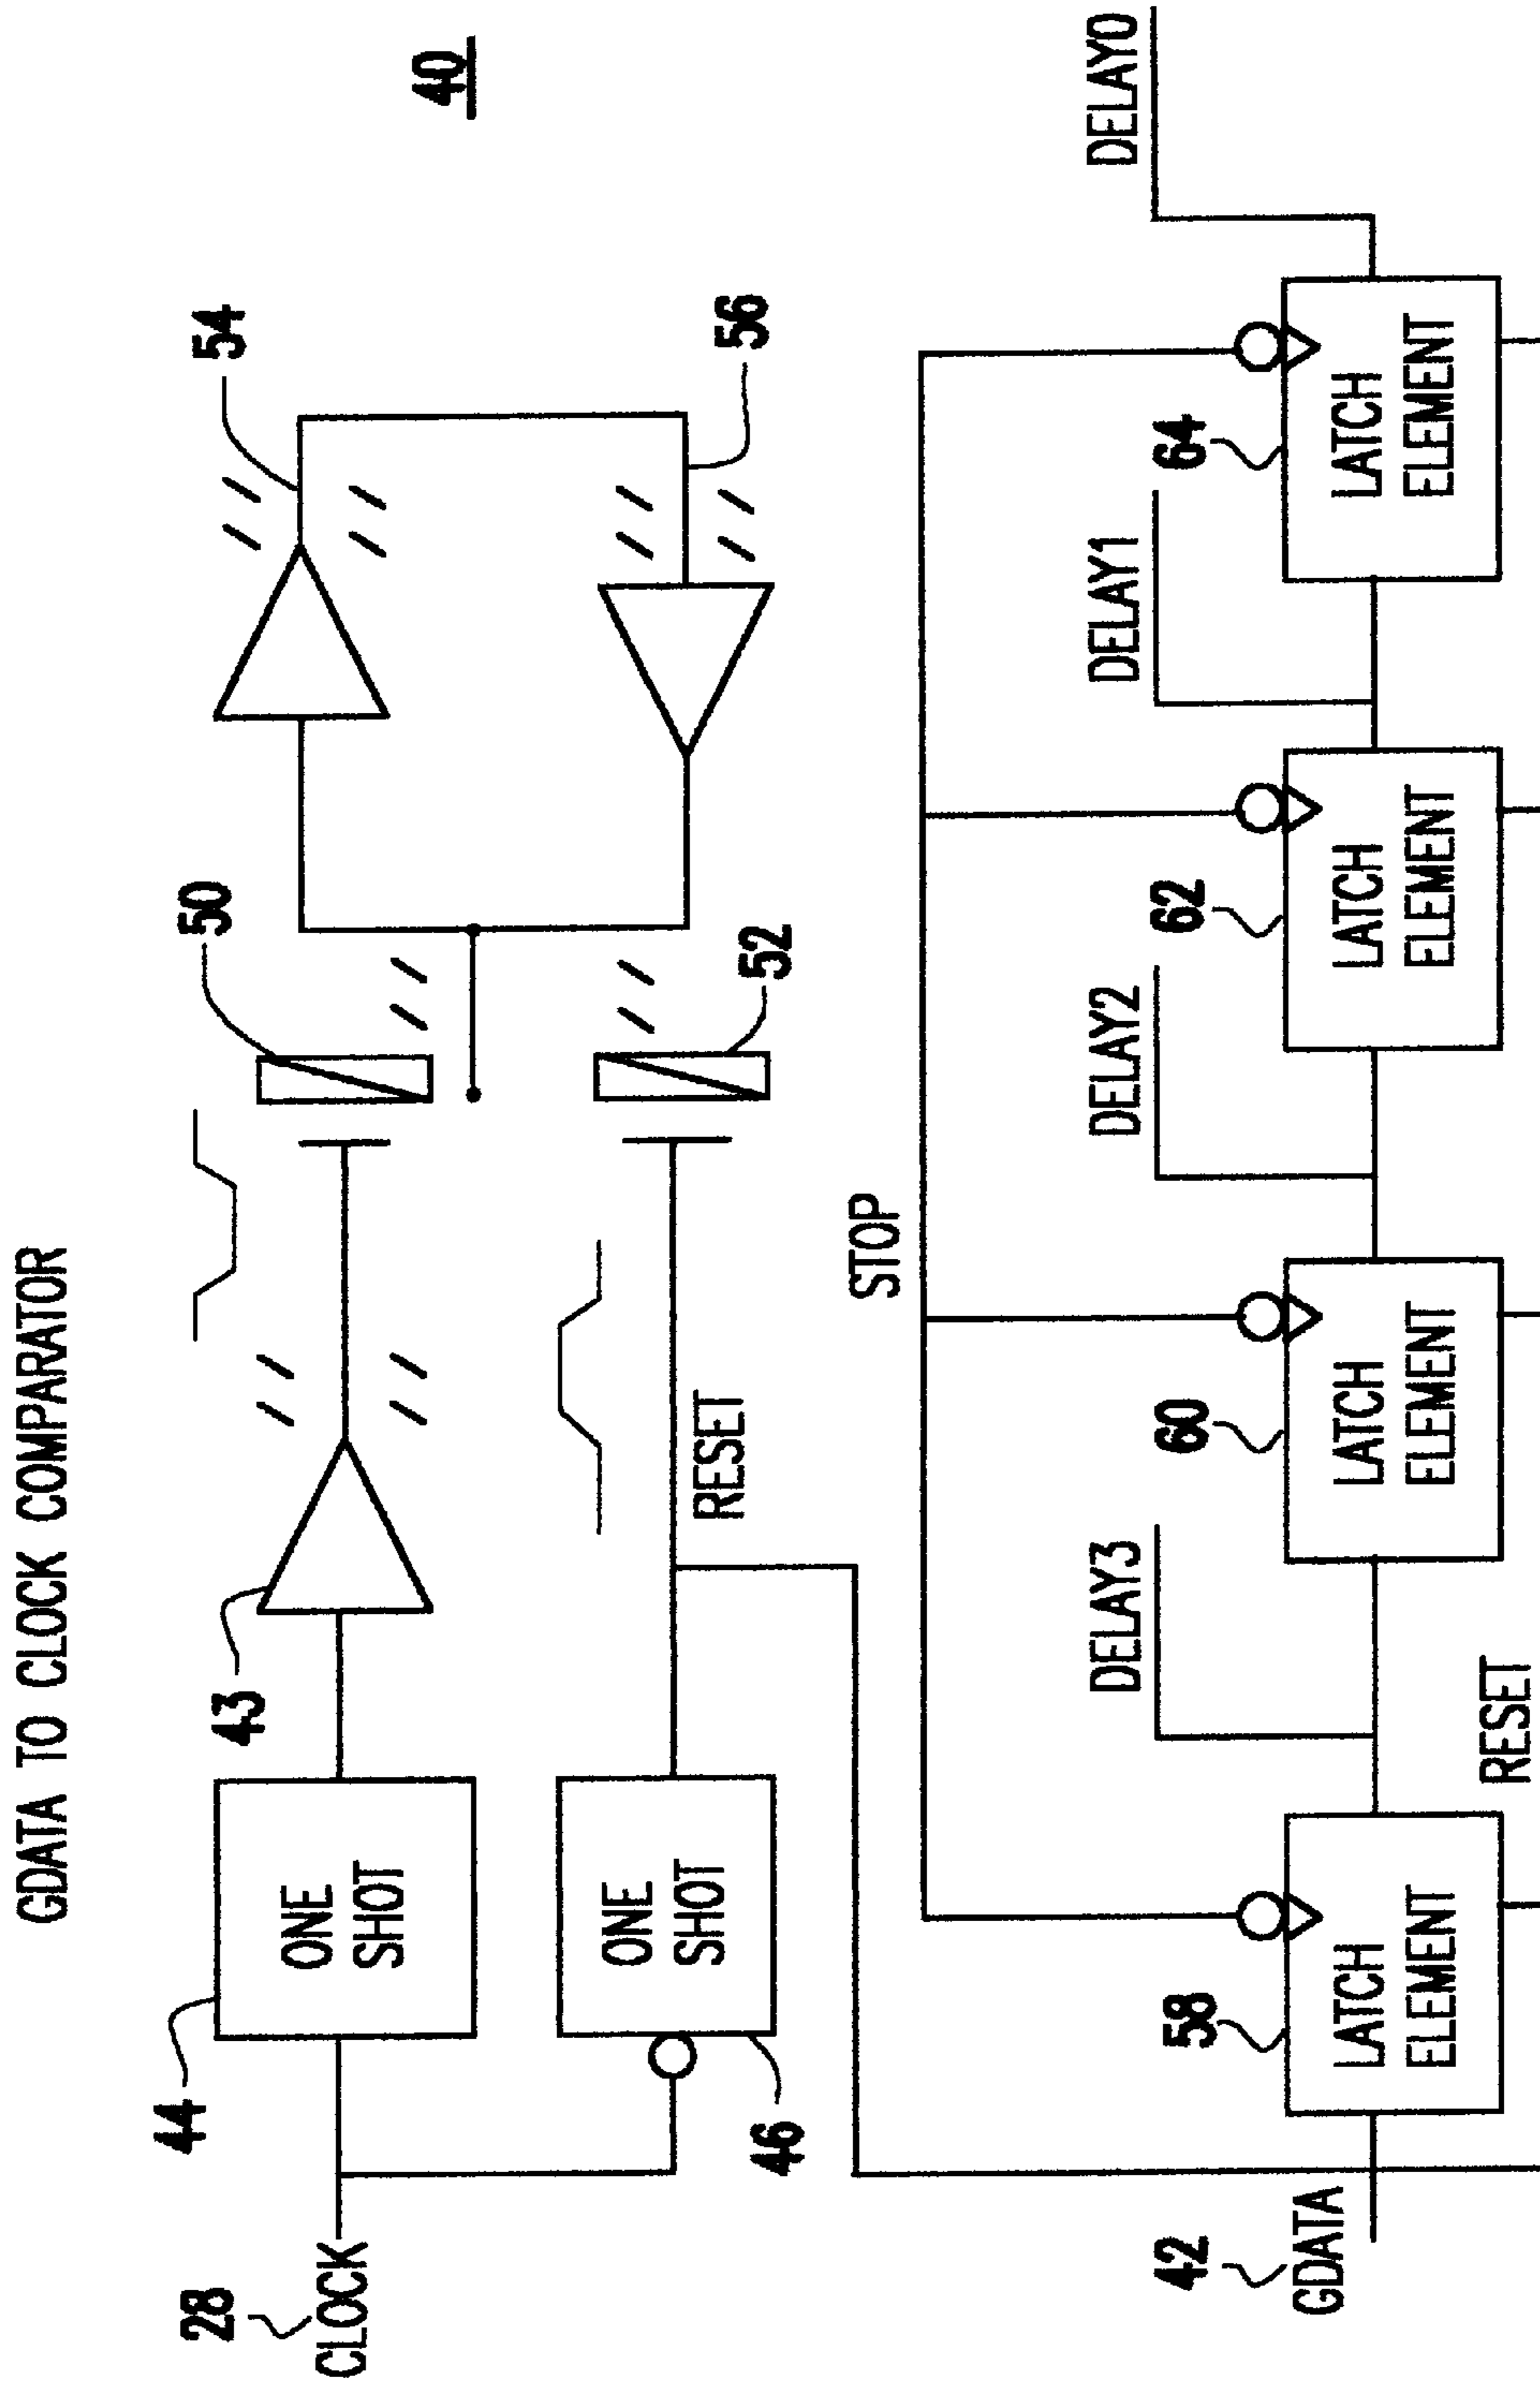 GDATA TO CLOCK COMPARATOR
40
28
CLOCK
44
ONE
SHOT
43
50
54
46
ONE
SHOT
RESET
52
56
STOP
42
GDATA
58
LATCH
ELEMENT
DELAY3
60
LATCH
ELEMENT
DELAY2
62
LATCH
ELEMENT
DELAY1
64
LATCH
ELEMENT
DELAY0
RESET